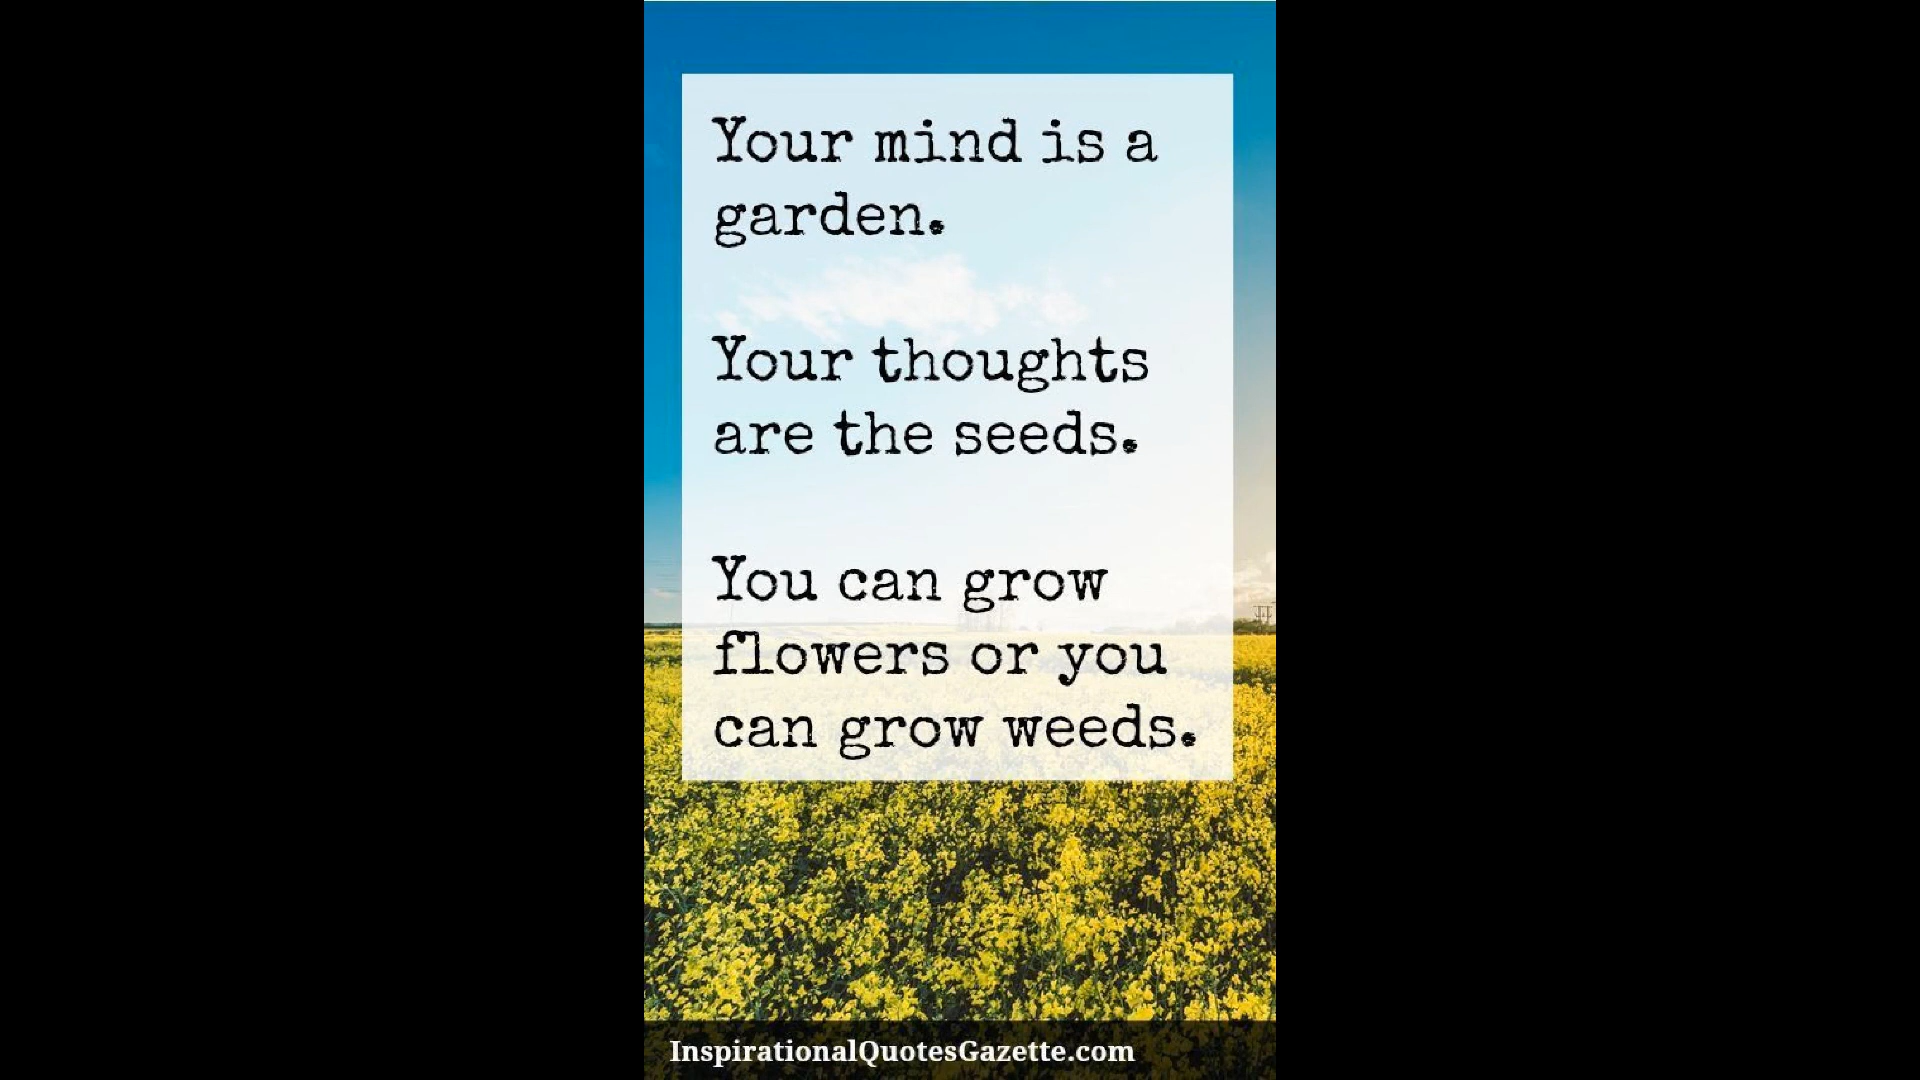 Your mind is a
garden.
Your thoughts
are the seeds.
You can grow
flowers or you
can grow weeds.
InspirationalQuotesGazette.com